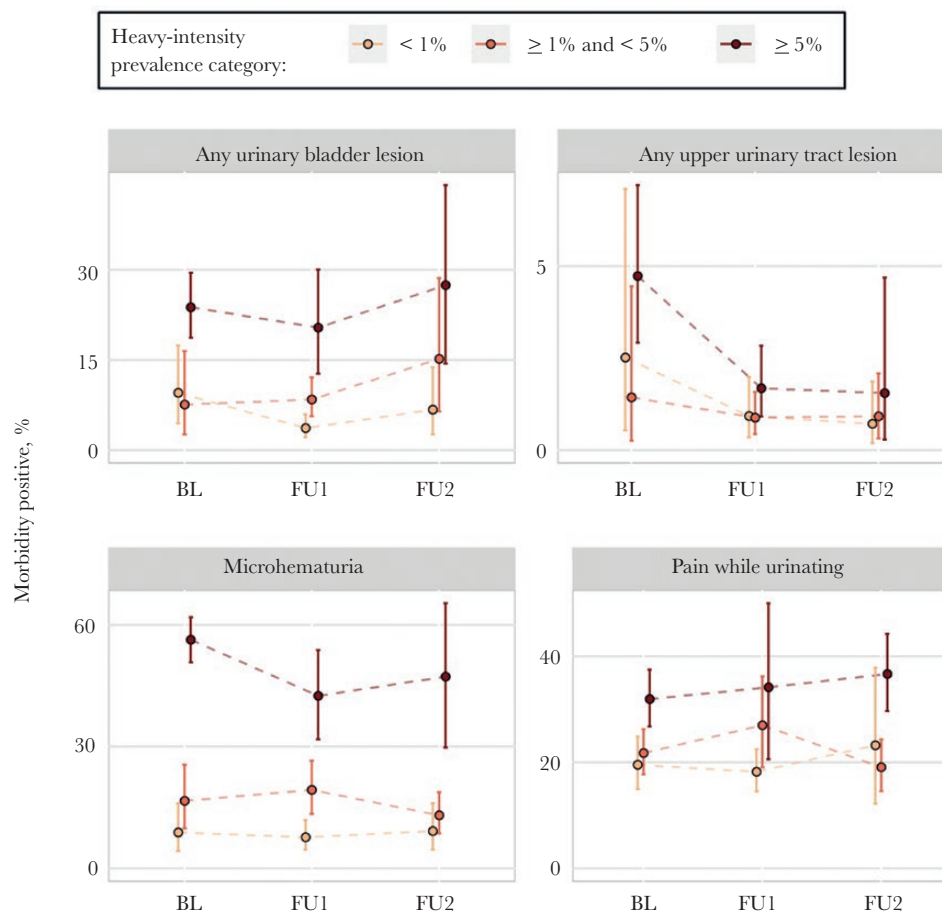 Heavy-intensity
prevalence category:
< 1%
≥ 1% and < 5%
≥ 5%
Morbidity positive, %
Any urinary bladder lesion
30
15
0
BL
FU1
FU2
Any upper urinary tract lesion
5
0
BL
FU1
FU2
Microhematuria
60
30
0
BL
FU1
FU2
Pain while urinating
40
20
0
BL
FU1
FU2